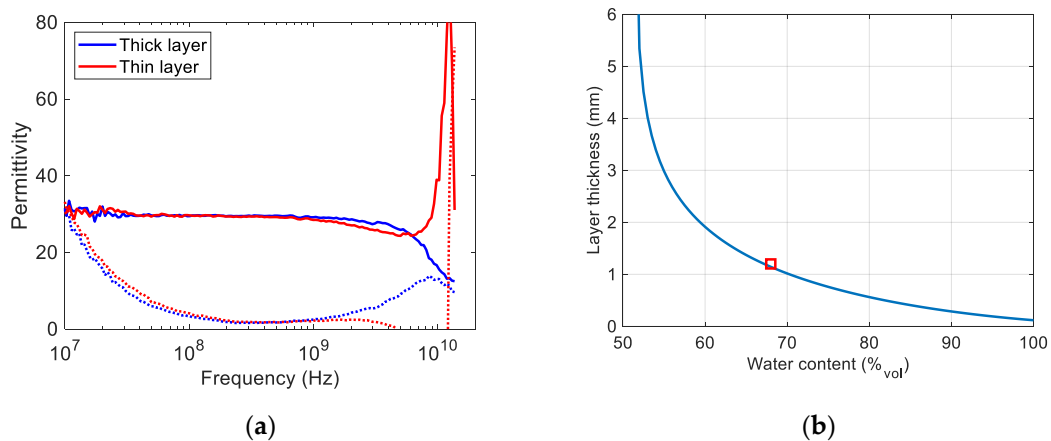 80
60
40
20
0
Permittivity
Thick layer
Thin layer
10^7
10^8
10^9
10^10
Frequency (Hz)
(a)
6
5
4
3
2
1
0
Layer thickness (mm)
50
60
70
80
90
100
Water content (%vol)
(b)